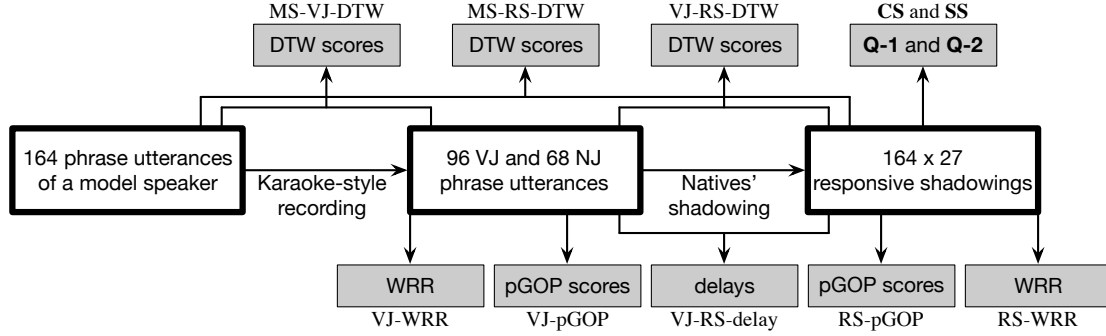 MS-VJ-DTW
MS-RS-DTW
VJ-RS-DTW
CS and SS
DTW scores
DTW scores
DTW scores
Q-1 and Q-2
164 phrase utterances
of a model speaker
Karaoke-style
recording
96 VJ and 68 NJ
phrase utterances
Natives’
shadowing
164 x 27
responsive shadowings
WRR
pGOP scores
delays
pGOP scores
WRR
VJ-WRR
VJ-pGOP
VJ-RS-delay
RS-pGOP
RS-WRR